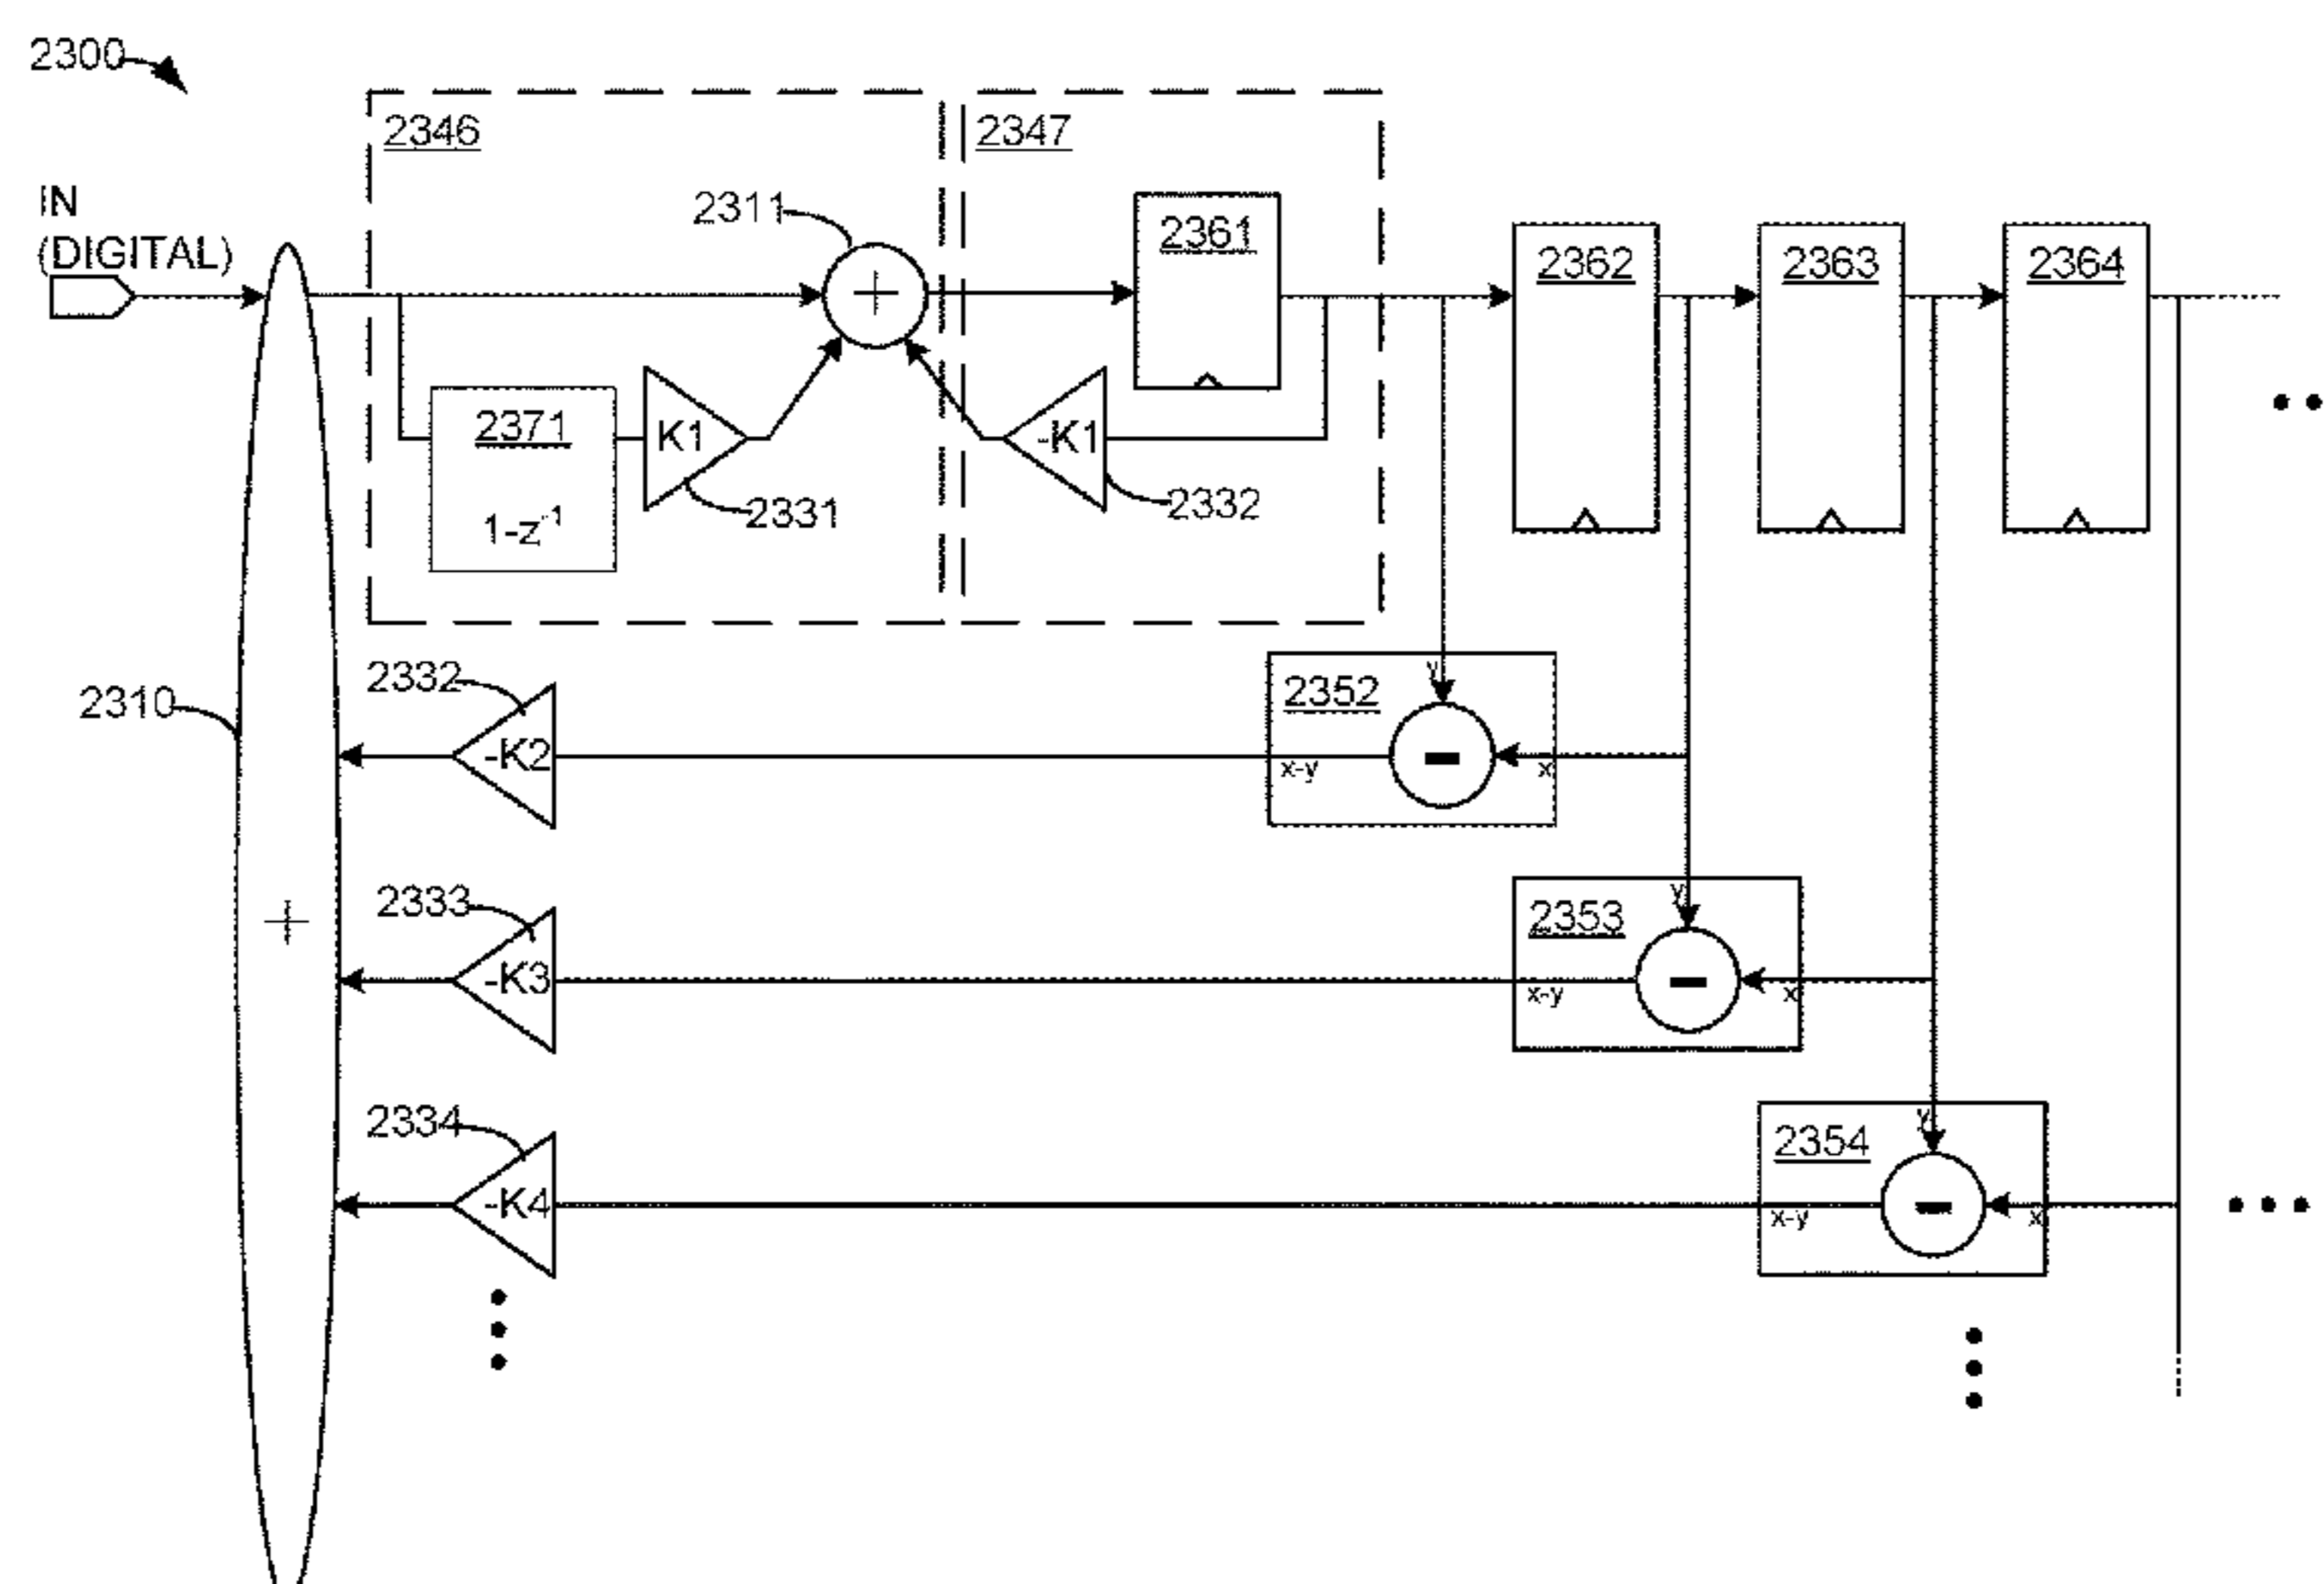 2300
2346
2347
IN
(DIGITAL)
2311
+
2361
2362
2363
2364
2371
1-z⁻¹
K1
2331
-K1
2332
2310
+
2332
-K2
2352
y
-
x
x-y
2333
-K3
2353
y
-
x
x-y
2334
-K4
2354
y
-
x
x-y